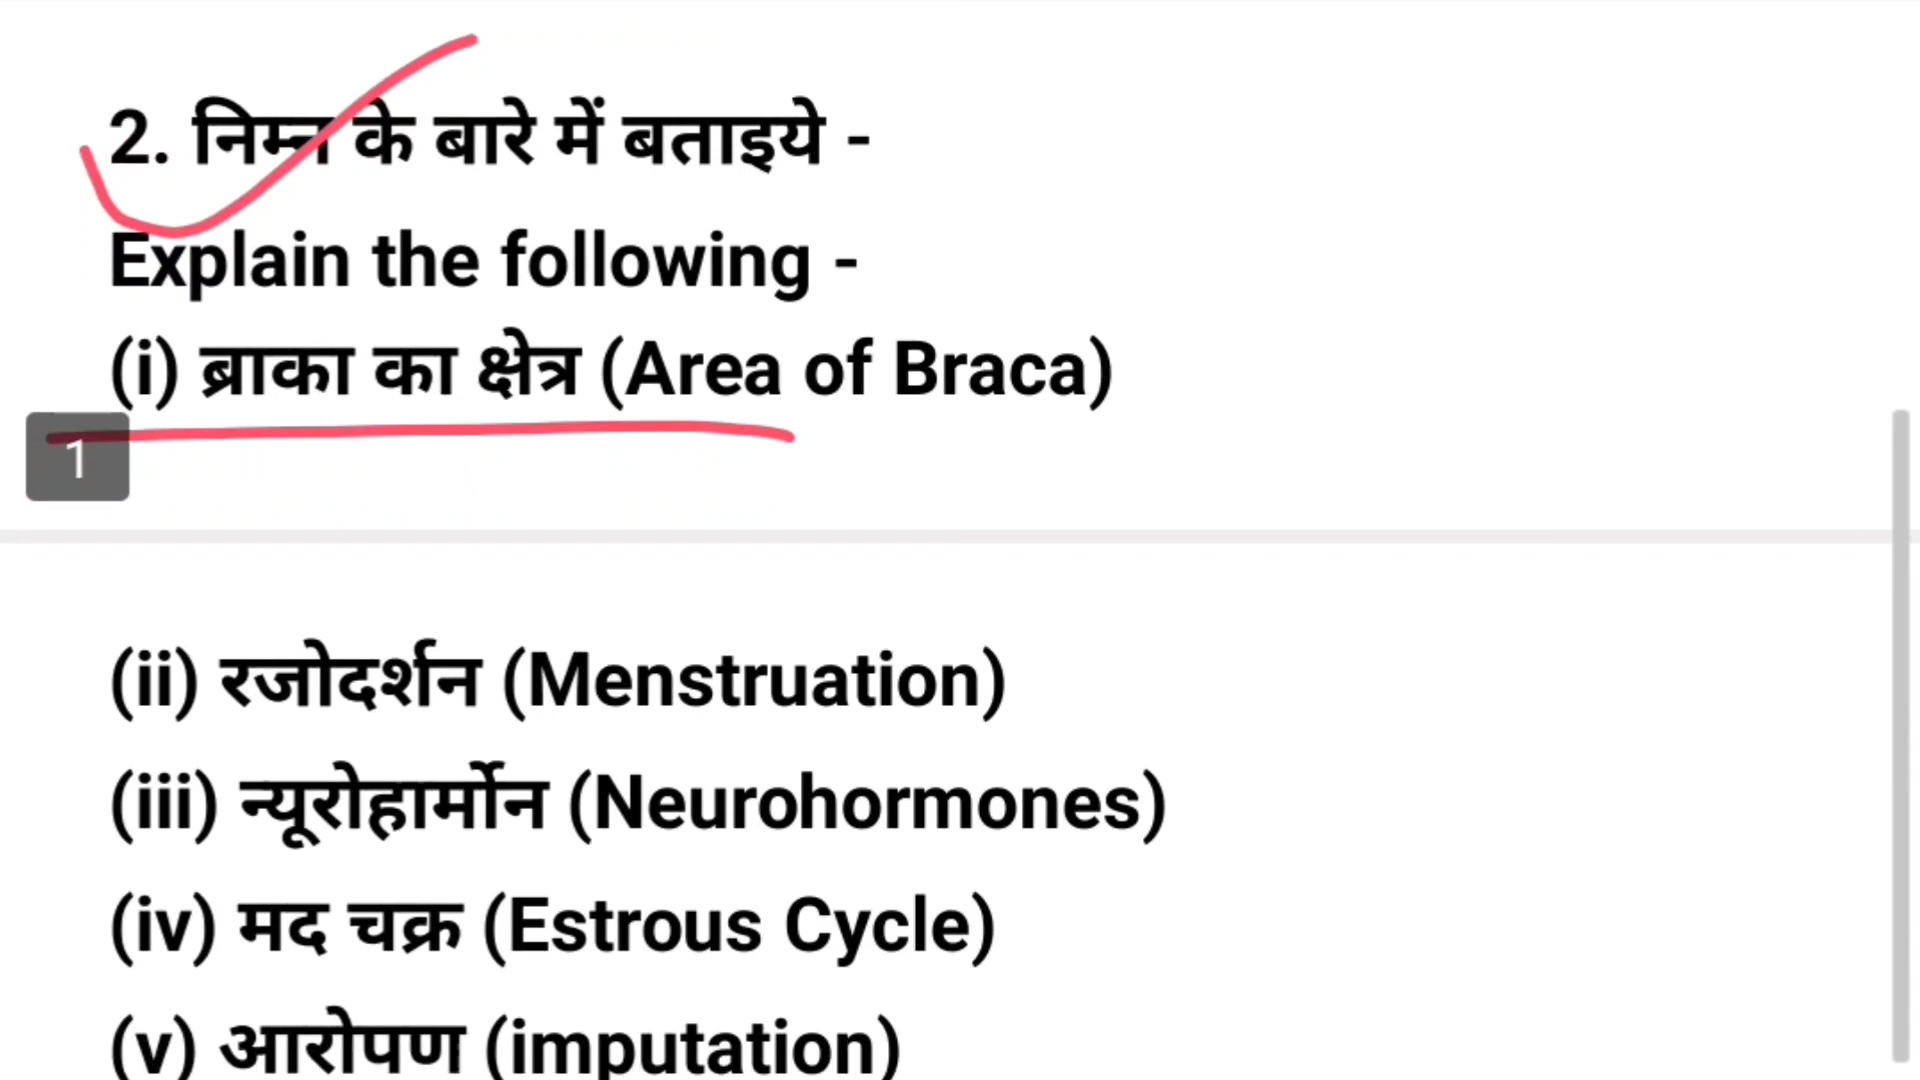 2. निम्न के बारे में बताइये -
Explain the following -
(i) ब्राका का क्षेत्र (Area of Braca)
1
(ii) रजोदर्शन (Menstruation)
(iii) न्यूरोहार्मोन (Neurohormones)
(iv) मद चक्र (Estrous Cycle)
(v) आरोपण (imputation)